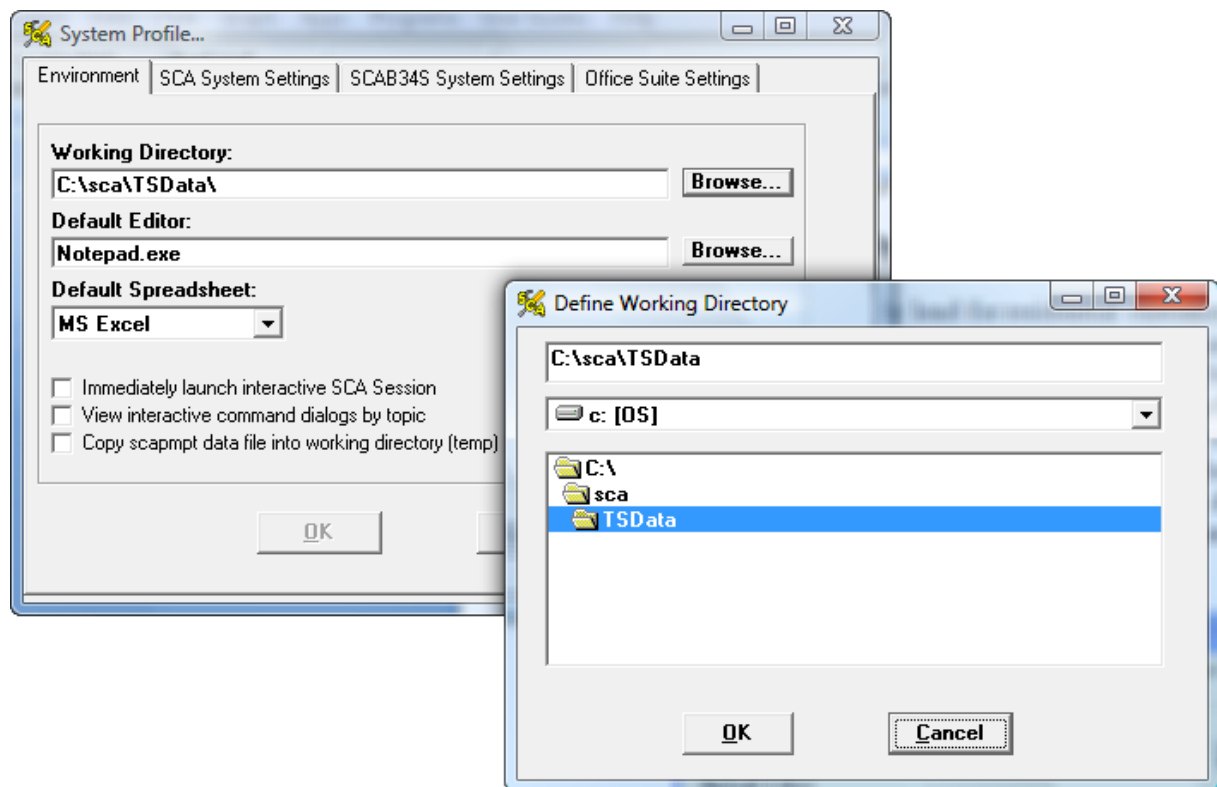 System Profile...
Environment SCA System Settings SCAB34S System Settings Office Suite Settings
Working Directory:
C:\sca\TSData\ Browse...
Default Editor:
Notepad.exe Browse...
Default Spreadsheet:
MS Excel
Immediately launch interactive SCA Session
View interactive command dialogs by topic
Copy scapmpt data file into working directory (temp)
OK
Define Working Directory
C:\sca\TSData
c: [OS]
C:\
sca
TSData
OK Cancel